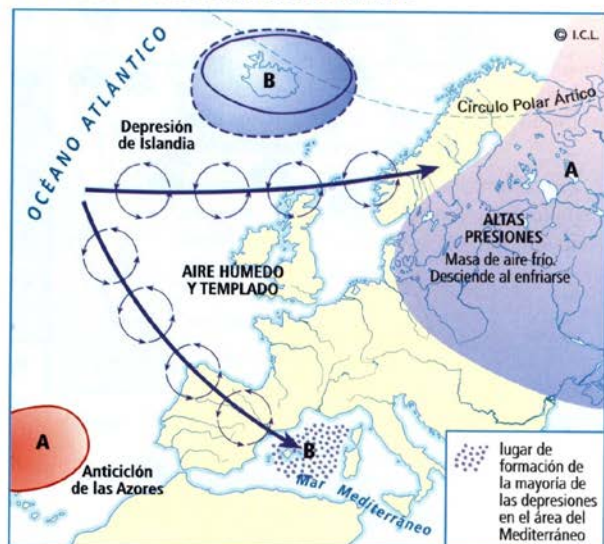 © I.C.L.
OCÉANO ATLÁNTICO
B
Círculo Polar Ártico
Depresión
de Islandia
A
ALTAS
PRESIONES
Masa de aire frío.
Desciende al enfriarse
AIRE HÚMEDO
Y TEMPLADO
A
Anticiclón
de las Azores
B
Mar Mediterráneo
lugar de
formación de
la mayoría de
las depresiones
en el área del
Mediterráneo